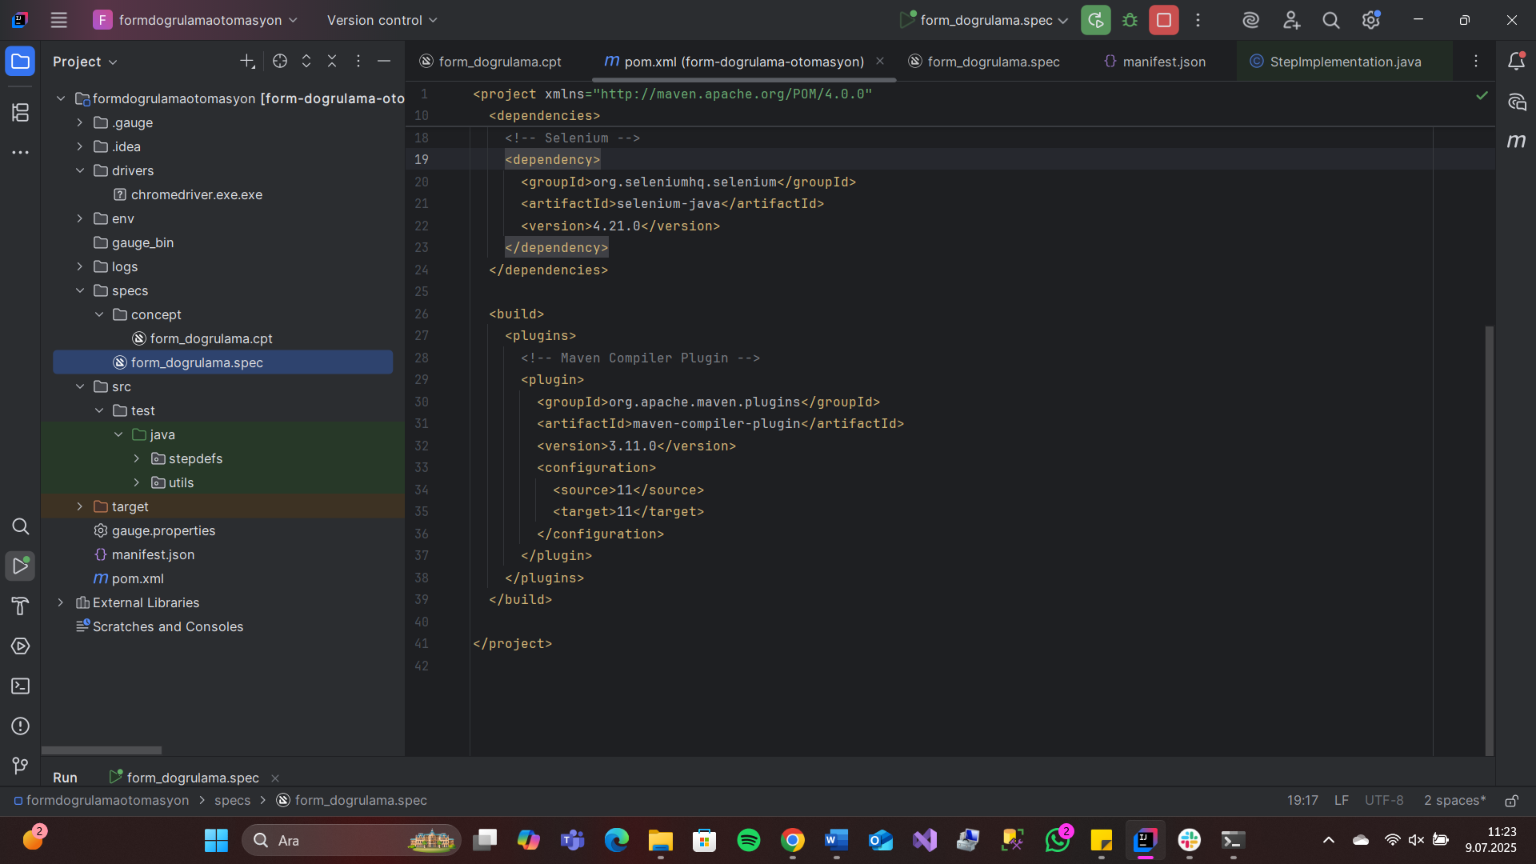 F formdogrulamaotomasyon Version control form_dogrulama.spec
Project
form_dogrulama.cpt pom.xml (form-dogrulama-otomasyon) form_dogrulama.spec manifest.json StepImplementation.java
formdogrulamaotomasyon [form-dogrulama-oto
.gauge
.idea
drivers
chromedriver.exe.exe
env
gauge_bin
logs
specs
concept
form_dogrulama.cpt
form_dogrulama.spec
src
test
java
stepdefs
utils
target
gauge.properties
manifest.json
pom.xml
External Libraries
Scratches and Consoles
1 <project xmlns="http://maven.apache.org/POM/4.0.0"
10 <dependencies>
18 <!-- Selenium -->
19 <dependency>
20 <groupId>org.seleniumhq.selenium</groupId>
21 <artifactId>selenium-java</artifactId>
22 <version>4.21.0</version>
23 </dependency>
24 </dependencies>
25
26 <build>
27 <plugins>
28 <!-- Maven Compiler Plugin -->
29 <plugin>
30 <groupId>org.apache.maven.plugins</groupId>
31 <artifactId>maven-compiler-plugin</artifactId>
32 <version>3.11.0</version>
33 <configuration>
34 <source>11</source>
35 <target>11</target>
36 </configuration>
37 </plugin>
38 </plugins>
39 </build>
40
41 </project>
42
Run form_dogrulama.spec
formdogrulamaotomasyon > specs > form_dogrulama.spec 19:17 LF UTF-8 2 spaces*
2 Ara 2 11:23
9.07.2025